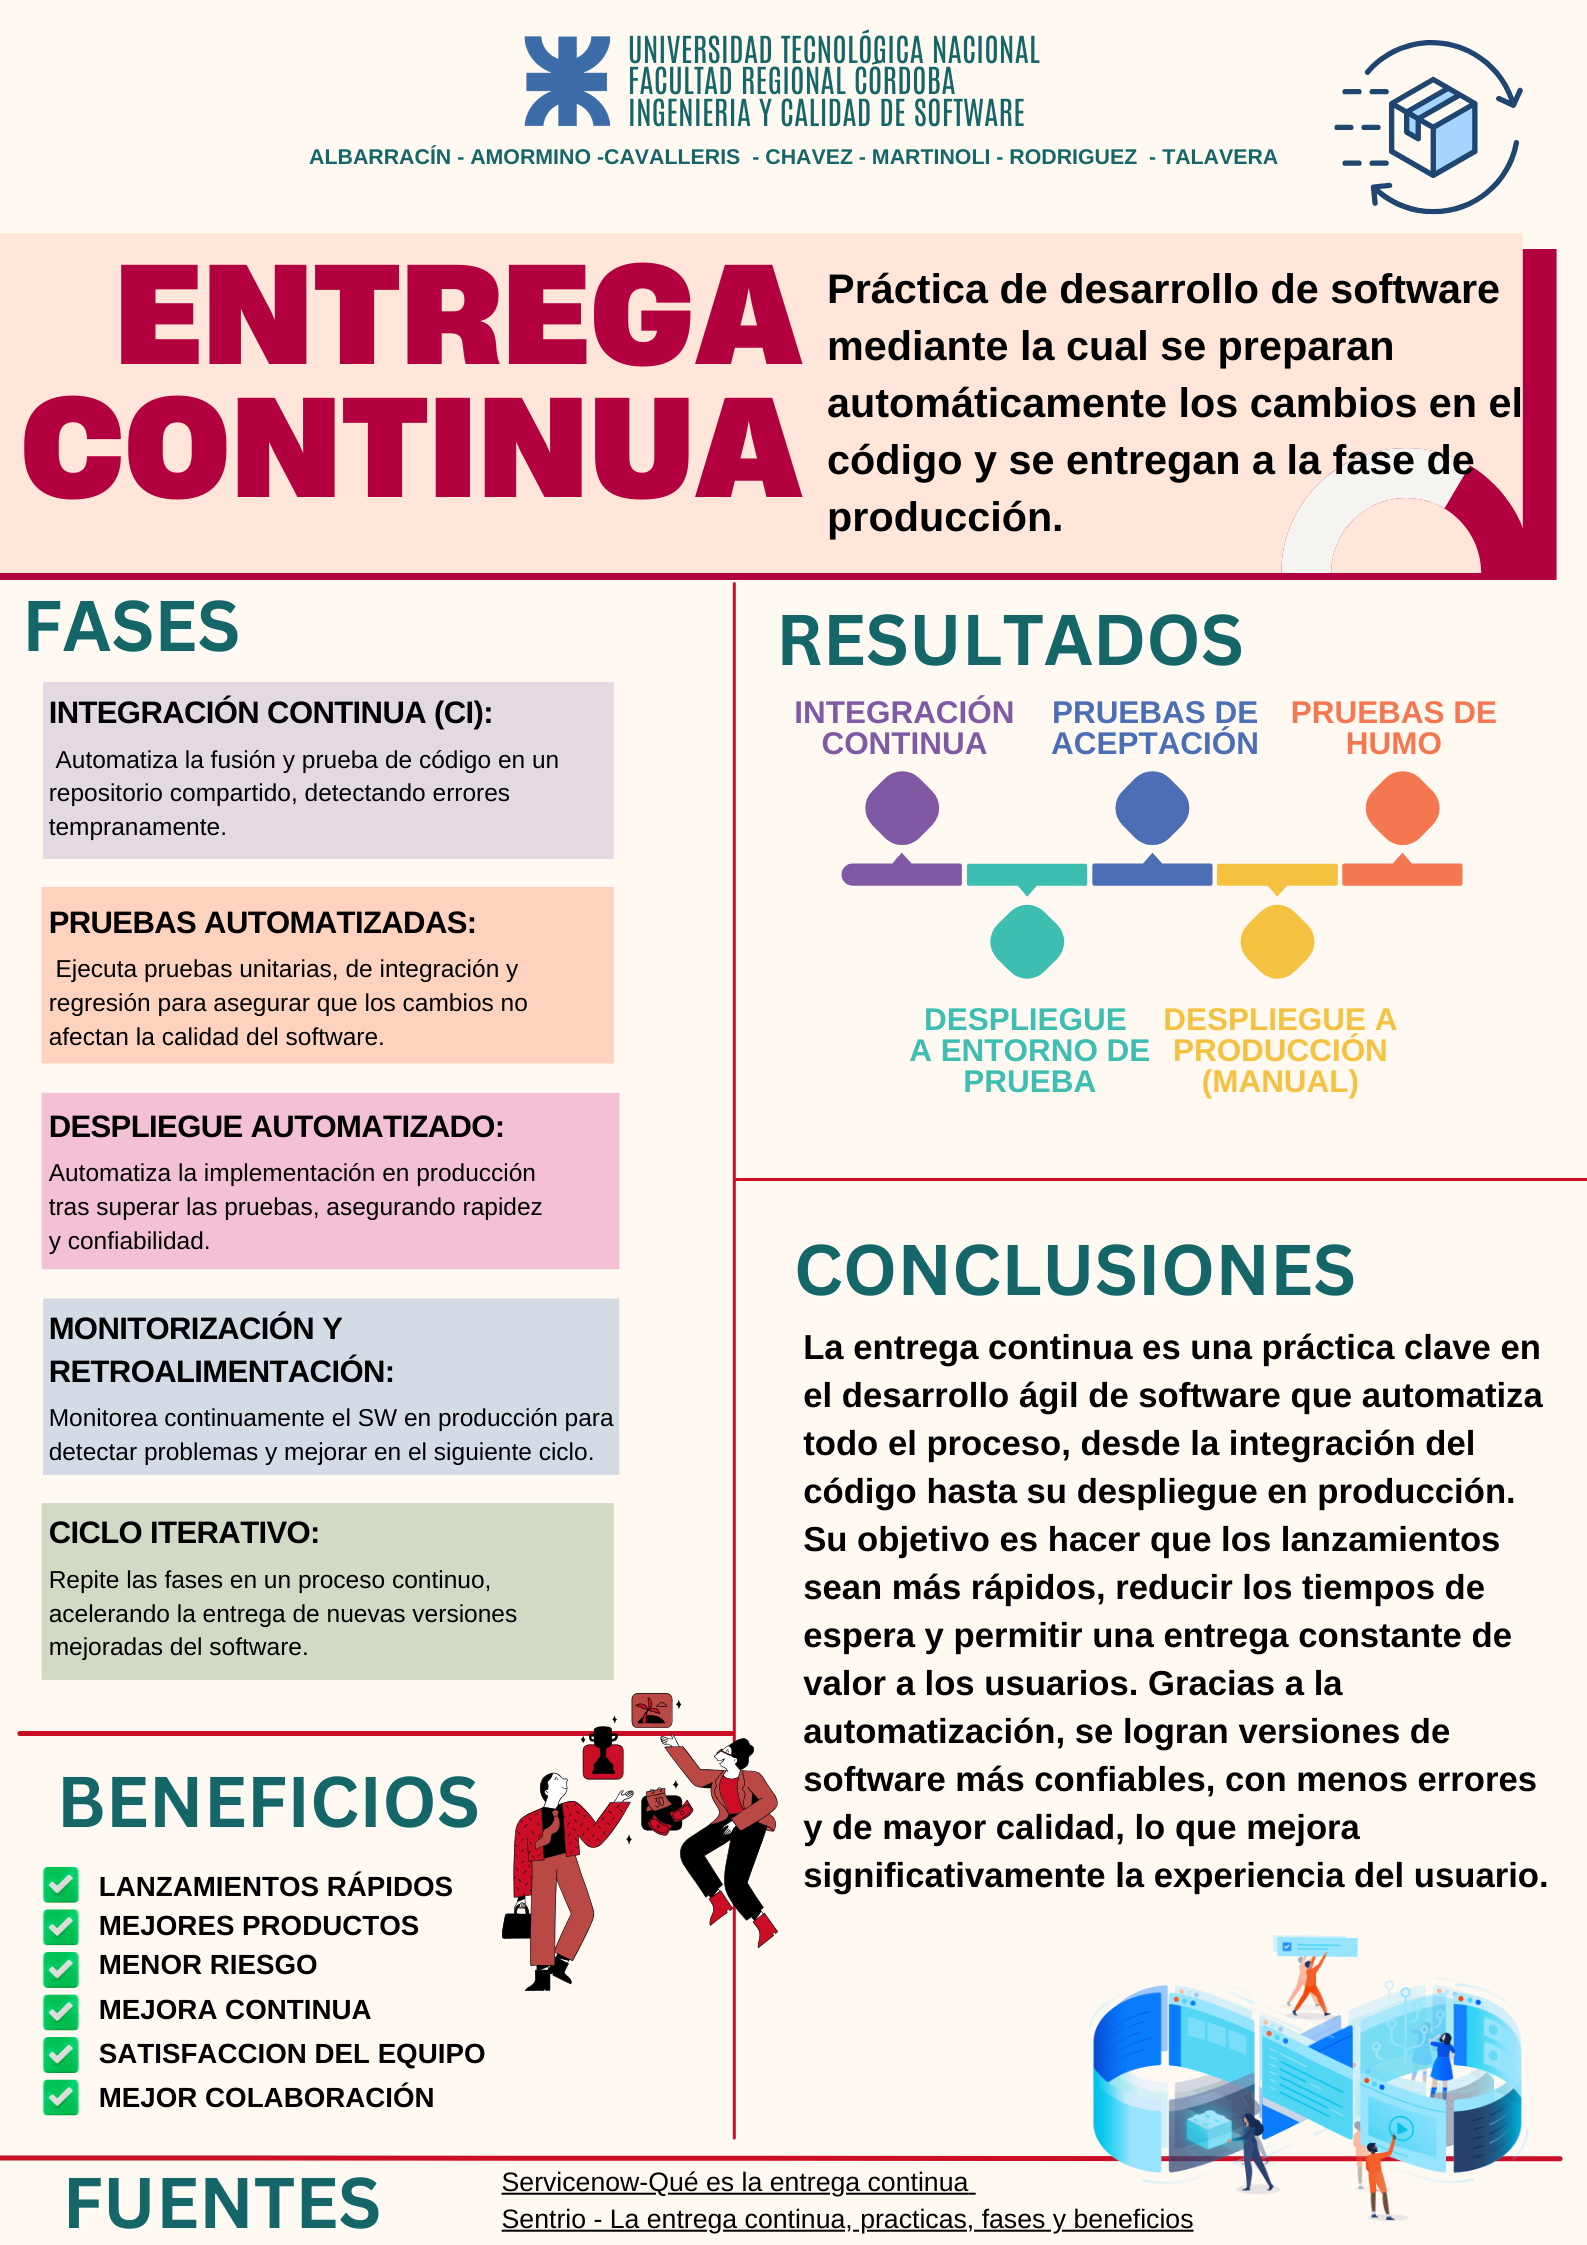 UNIVERSIDAD TECNOLÓGICA NACIONAL
FACULTAD REGIONAL CÓRDOBA
INGENIERIA Y CALIDAD DE SOFTWARE
ALBARRACÍN - AMORMINO -CAVALLERIS - CHAVEZ - MARTINOLI - RODRIGUEZ - TALAVERA
ENTREGA
CONTINUA
Práctica de desarrollo de software
mediante la cual se preparan
automáticamente los cambios en el
código y se entregan a la fase de
producción.
FASES
INTEGRACIÓN CONTINUA (CI):
Automatiza la fusión y prueba de código en un
repositorio compartido, detectando errores
tempranamente.
PRUEBAS AUTOMATIZADAS:
Ejecuta pruebas unitarias, de integración y
regresión para asegurar que los cambios no
afectan la calidad del software.
DESPLIEGUE AUTOMATIZADO:
Automatiza la implementación en producción
tras superar las pruebas, asegurando rapidez
y confiabilidad.
MONITORIZACIÓN Y
RETROALIMENTACIÓN:
Monitorea continuamente el SW en producción para
detectar problemas y mejorar en el siguiente ciclo.
CICLO ITERATIVO:
Repite las fases en un proceso continuo,
acelerando la entrega de nuevas versiones
mejoradas del software.
BENEFICIOS
LANZAMIENTOS RÁPIDOS
MEJORES PRODUCTOS
MENOR RIESGO
MEJORA CONTINUA
SATISFACCION DEL EQUIPO
MEJOR COLABORACIÓN
30
RESULTADOS
INTEGRACIÓN
CONTINUA
PRUEBAS DE
ACEPTACIÓN
PRUEBAS DE
HUMO
DESPLIEGUE
A ENTORNO DE
PRUEBA
DESPLIEGUE A
PRODUCCIÓN
(MANUAL)
CONCLUSIONES
La entrega continua es una práctica clave en
el desarrollo ágil de software que automatiza
todo el proceso, desde la integración del
código hasta su despliegue en producción.
Su objetivo es hacer que los lanzamientos
sean más rápidos, reducir los tiempos de
espera y permitir una entrega constante de
valor a los usuarios. Gracias a la
automatización, se logran versiones de
software más confiables, con menos errores
y de mayor calidad, lo que mejora
significativamente la experiencia del usuario.
FUENTES
Servicenow-Qué es la entrega continua
Sentrio - La entrega continua, practicas, fases y beneficios